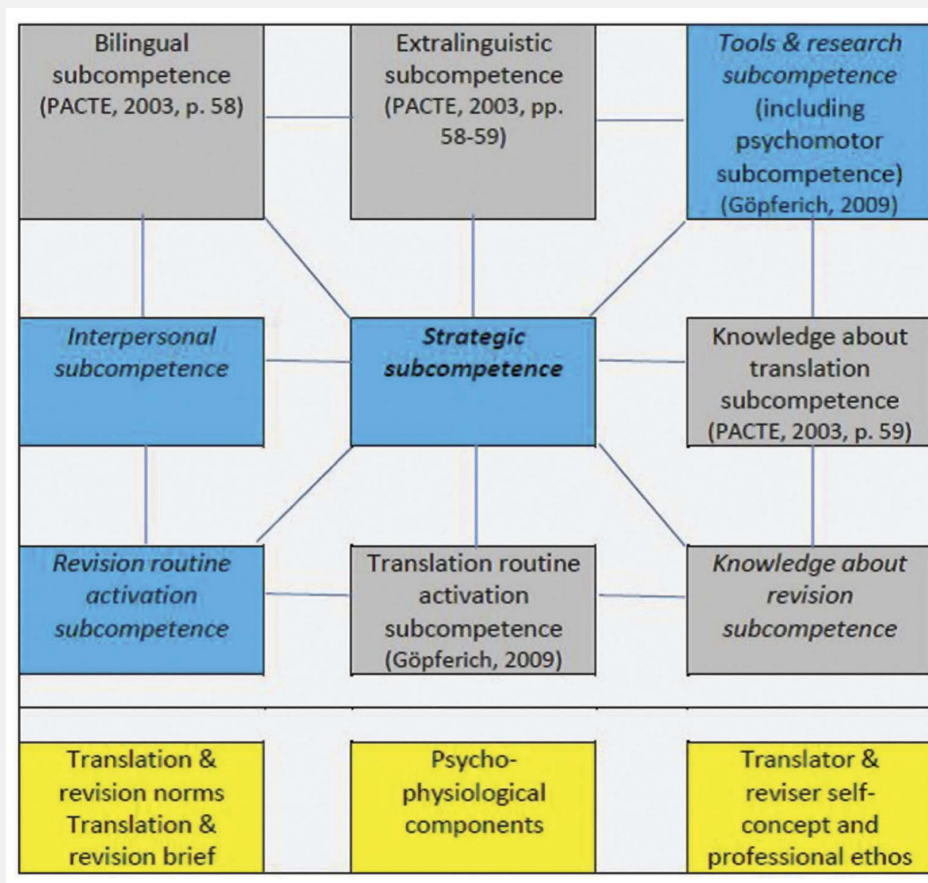 Bilingual
subcompetence
(PACTE, 2003, p. 58)
Extralinguistic
subcompetence
(PACTE, 2003, pp.
58-59)
Tools & research
subcompetence
(including
psychomotor
subcompetence)
(Göpferich, 2009)
Interpersonal
subcompetence
Strategic
subcompetence
Knowledge about
translation
subcompetence
(PACTE, 2003, p. 59)
Revision routine
activation
subcompetence
Translation routine
activation
subcompetence
(Göpferich, 2009)
Knowledge about
revision
subcompetence
Translation &
revision norms
Translation &
revision brief
Psycho-
physiological
components
Translator &
reviser self-
concept and
professional ethos